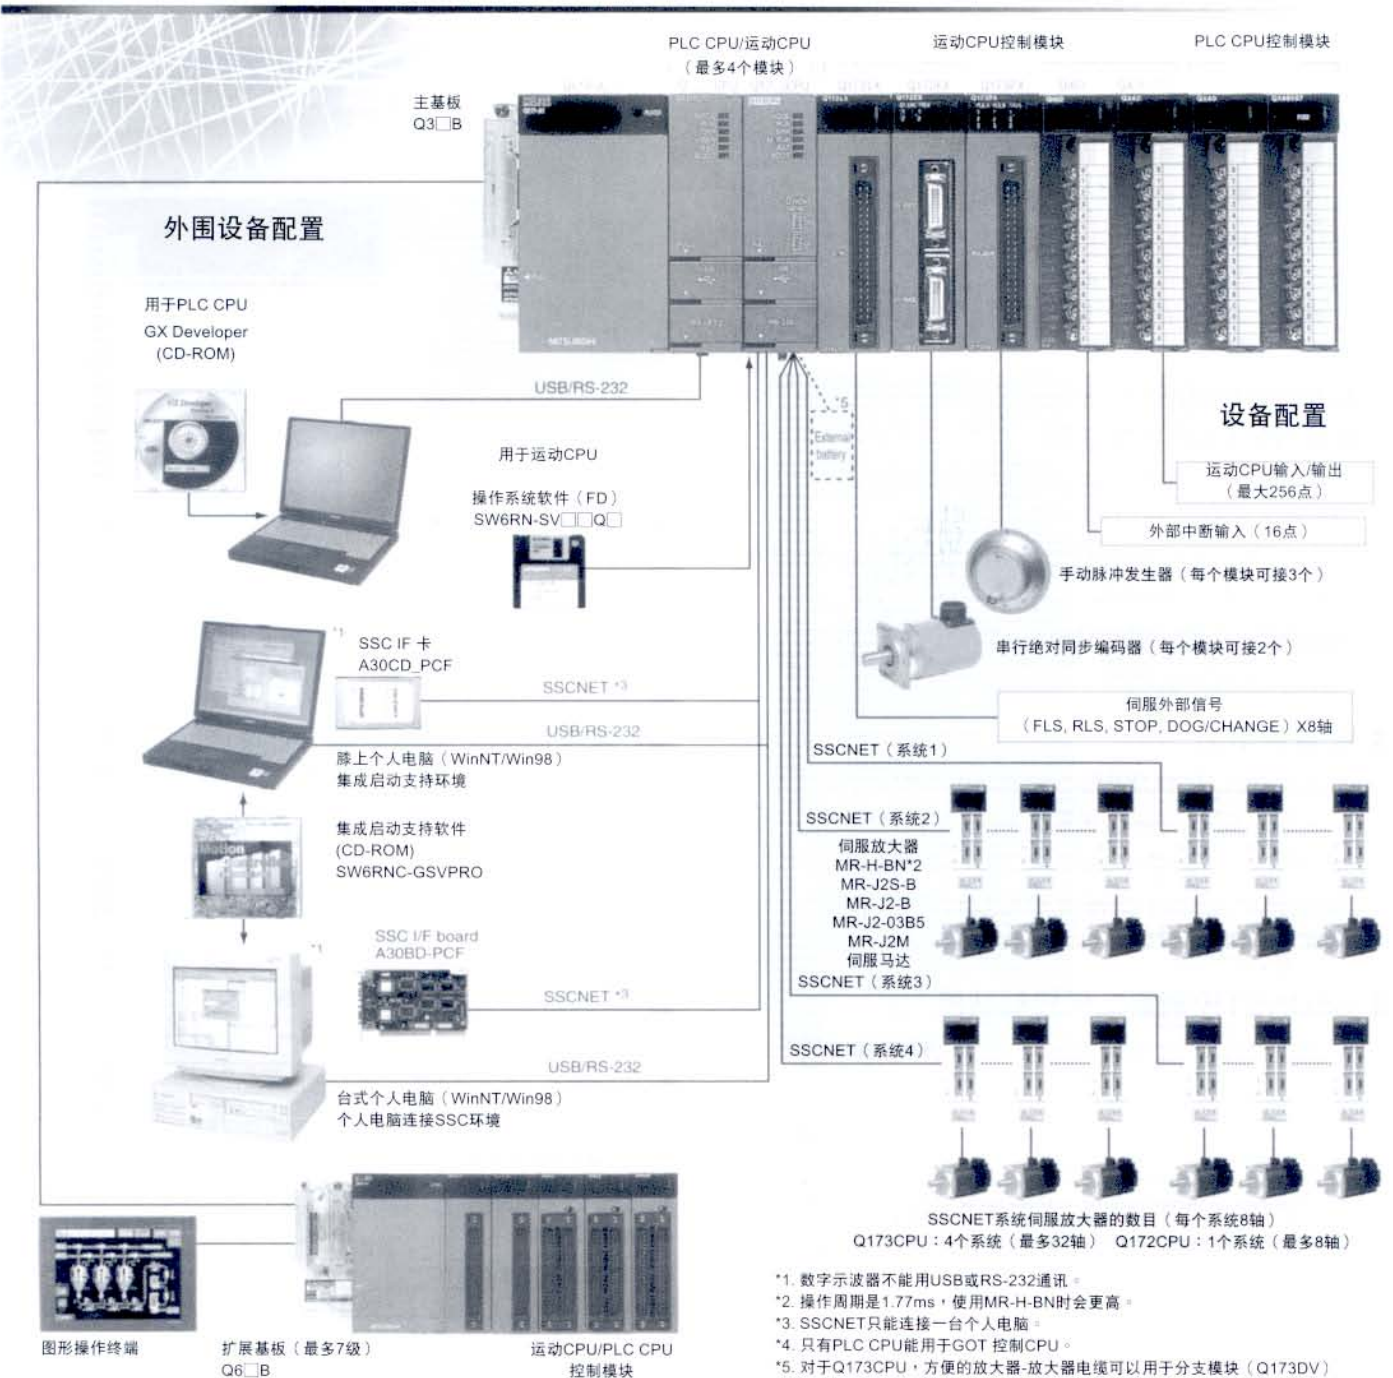 PLC CPU/运动CPU
（最多4个模块）
运动CPU控制模块
PLC CPU控制模块
主基板
Q3□B
MITSUBISHI
外围设备配置
用于PLC CPU
GX Developer
(CD-ROM)
USB/RS-232
*5
External
battery
设备配置
用于运动CPU
操作系统软件（FD）
SW6RN-SV□□Q□
运动CPU输入/输出
（最大256点）
外部中断输入（16点）
手动脉冲发生器（每个模块可接3个）
串行绝对同步编码器（每个模块可接2个）
伺服外部信号
（FLS, RLS, STOP, DOG/CHANGE）X8轴
*1
SSC IF 卡
A30CD_PCF
SSCNET *3
USB/RS-232
膝上个人电脑（WinNT/Win98）
集成启动支持环境
SSCNET（系统1）
SSCNET（系统2）
伺服放大器
MR-H-BN*2
MR-J2S-B
MR-J2-B
MR-J2-03B5
MR-J2M
伺服马达
SSCNET（系统3）
SSCNET（系统4）
Motion
集成启动支持软件
(CD-ROM)
SW6RNC-GSVPRO
*1
SSC I/F board
A30BD-PCF
SSCNET *3
USB/RS-232
台式个人电脑（WinNT/Win98）
个人电脑连接SSC环境
SSCNET系统伺服放大器的数目（每个系统8轴）
Q173CPU：4个系统（最多32轴） Q172CPU：1个系统（最多8轴）
图形操作终端
扩展基板（最多7级）
Q6□B
运动CPU/PLC CPU
控制模块
*1. 数字示波器不能用USB或RS-232通讯。
*2. 操作周期是1.77ms，使用MR-H-BN时会更高。
*3. SSCNET只能连接一台个人电脑。
*4. 只有PLC CPU能用于GOT 控制CPU。
*5. 对于Q173CPU，方便的放大器-放大器电缆可以用于分支模块（Q173DV）